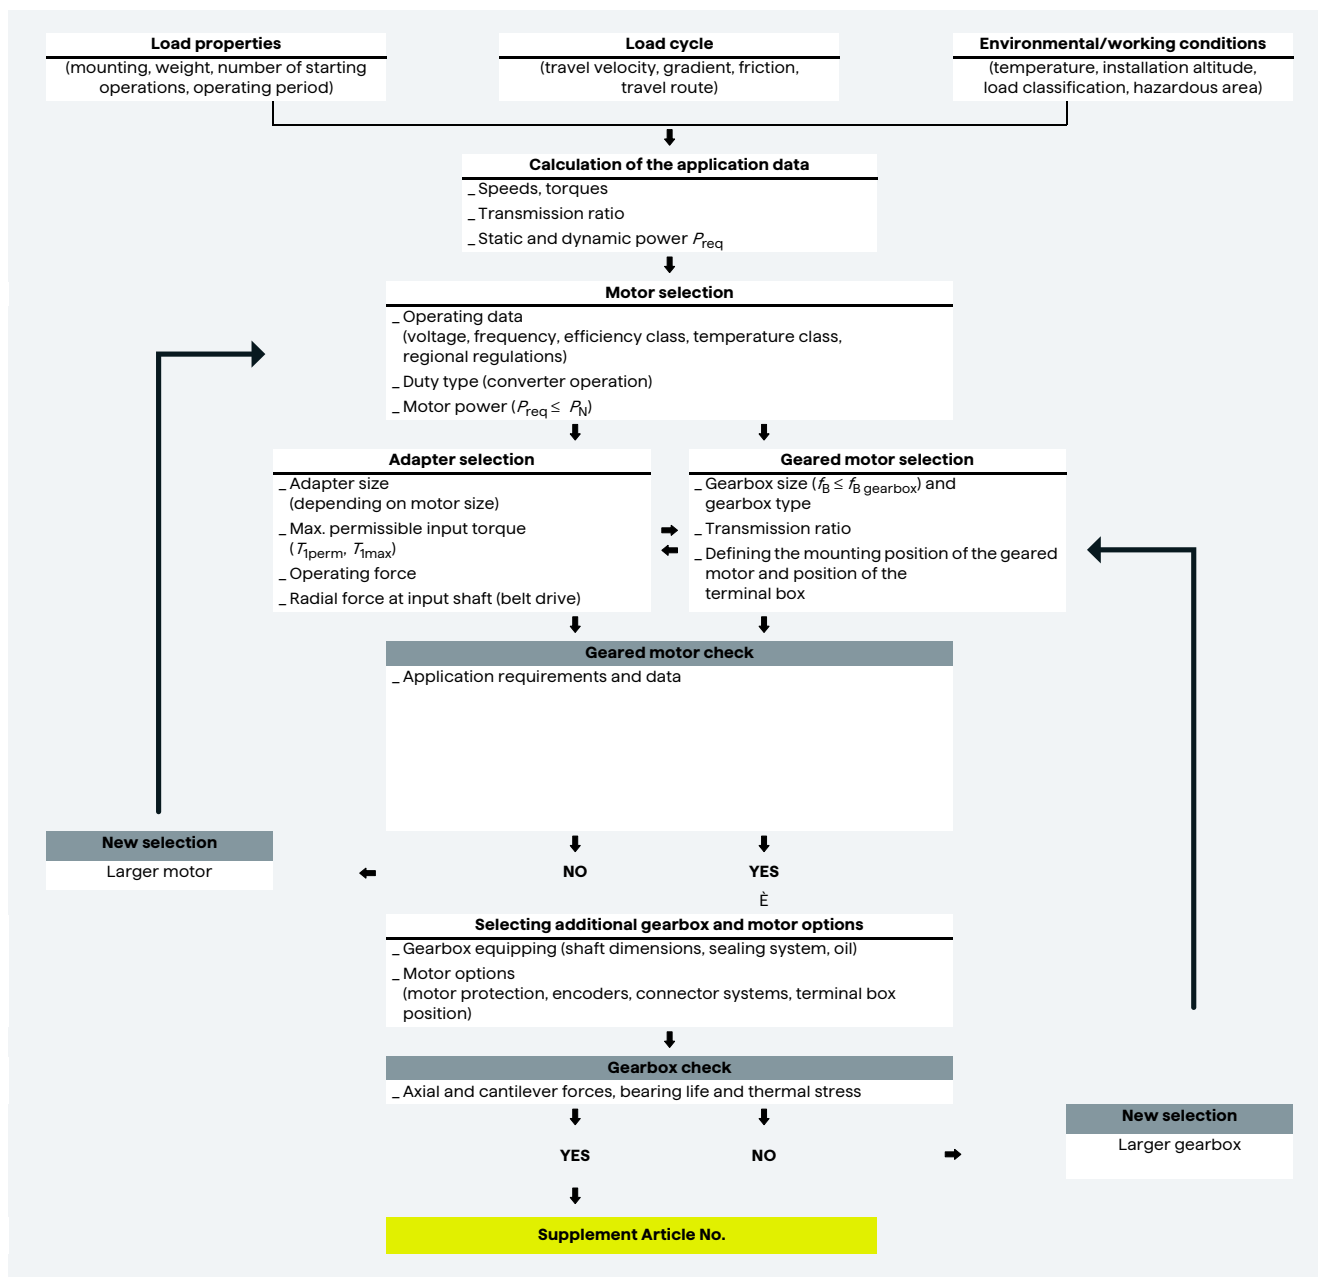 Load properties
(mounting, weight, number of starting
operations, operating period)
Load cycle
(travel velocity, gradient, friction,
travel route)
Environmental/working conditions
(temperature, installation altitude,
load classification, hazardous area)
Calculation of the application data
_ Speeds, torques
_ Transmission ratio
_ Static and dynamic power Preq
Motor selection
_ Operating data
(voltage, frequency, efficiency class, temperature class,
regional regulations)
_ Duty type (converter operation)
_ Motor power (Preq ≤ PN)
Adapter selection
_ Adapter size
(depending on motor size)
_ Max. permissible input torque
(T1perm, T1max)
_ Operating force
_ Radial force at input shaft (belt drive)
Geared motor selection
_ Gearbox size (fB ≤ fB gearbox) and
gearbox type
_ Transmission ratio
_ Defining the mounting position of the geared
motor and position of the
terminal box
Geared motor check
_ Application requirements and data
New selection
Larger motor
NO
YES
È
Selecting additional gearbox and motor options
_ Gearbox equipping (shaft dimensions, sealing system, oil)
_ Motor options
(motor protection, encoders, connector systems, terminal box
position)
Gearbox check
_ Axial and cantilever forces, bearing life and thermal stress
YES
NO
New selection
Larger gearbox
Supplement Article No.